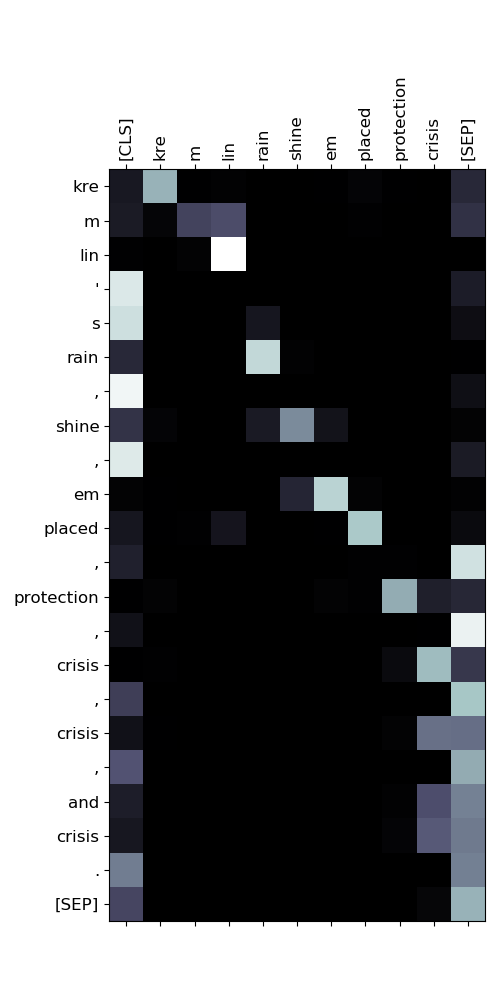 [CLS]
kre
m
lin
rain
shine
em
placed
protection
crisis
[SEP]
kre
m
lin
'
s
rain
,
shine
,
em
placed
,
protection
,
crisis
,
crisis
,
and
crisis
.
[SEP]